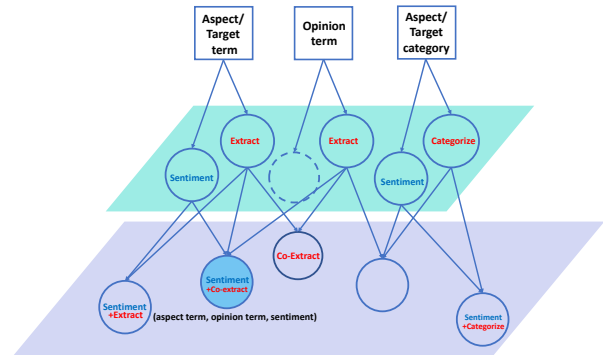 Aspect/
Target
term
Opinion
term
Aspect/
Target
category
Extract
Extract
Categorize
Sentiment
Sentiment
Co-Extract
Sentiment
+Co-extract
Sentiment
+Extract
(aspect term, opinion term, sentiment)
Sentiment
+Categorize